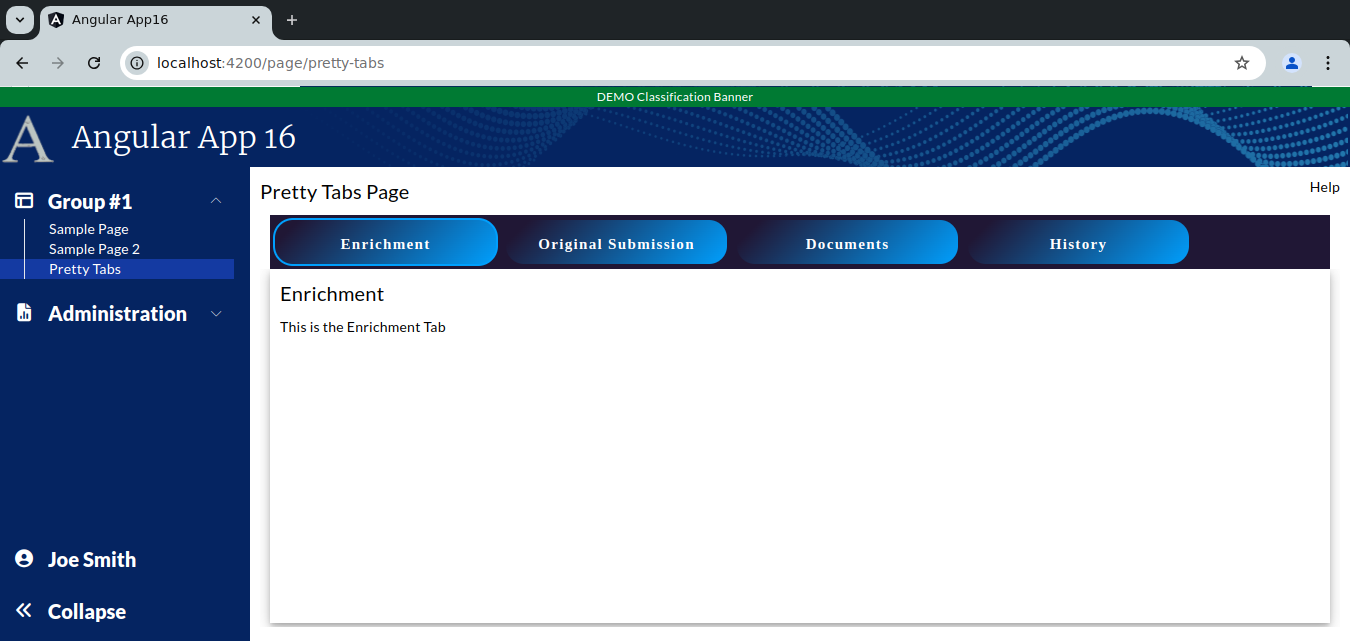 Angular App16
localhost:4200/page/pretty-tabs
DEMO Classification Banner
A Angular App 16
Group #1
Sample Page
Sample Page 2
Pretty Tabs
Administration
Joe Smith
Collapse
Pretty Tabs Page
Help
Enrichment Original Submission Documents History
Enrichment
This is the Enrichment Tab